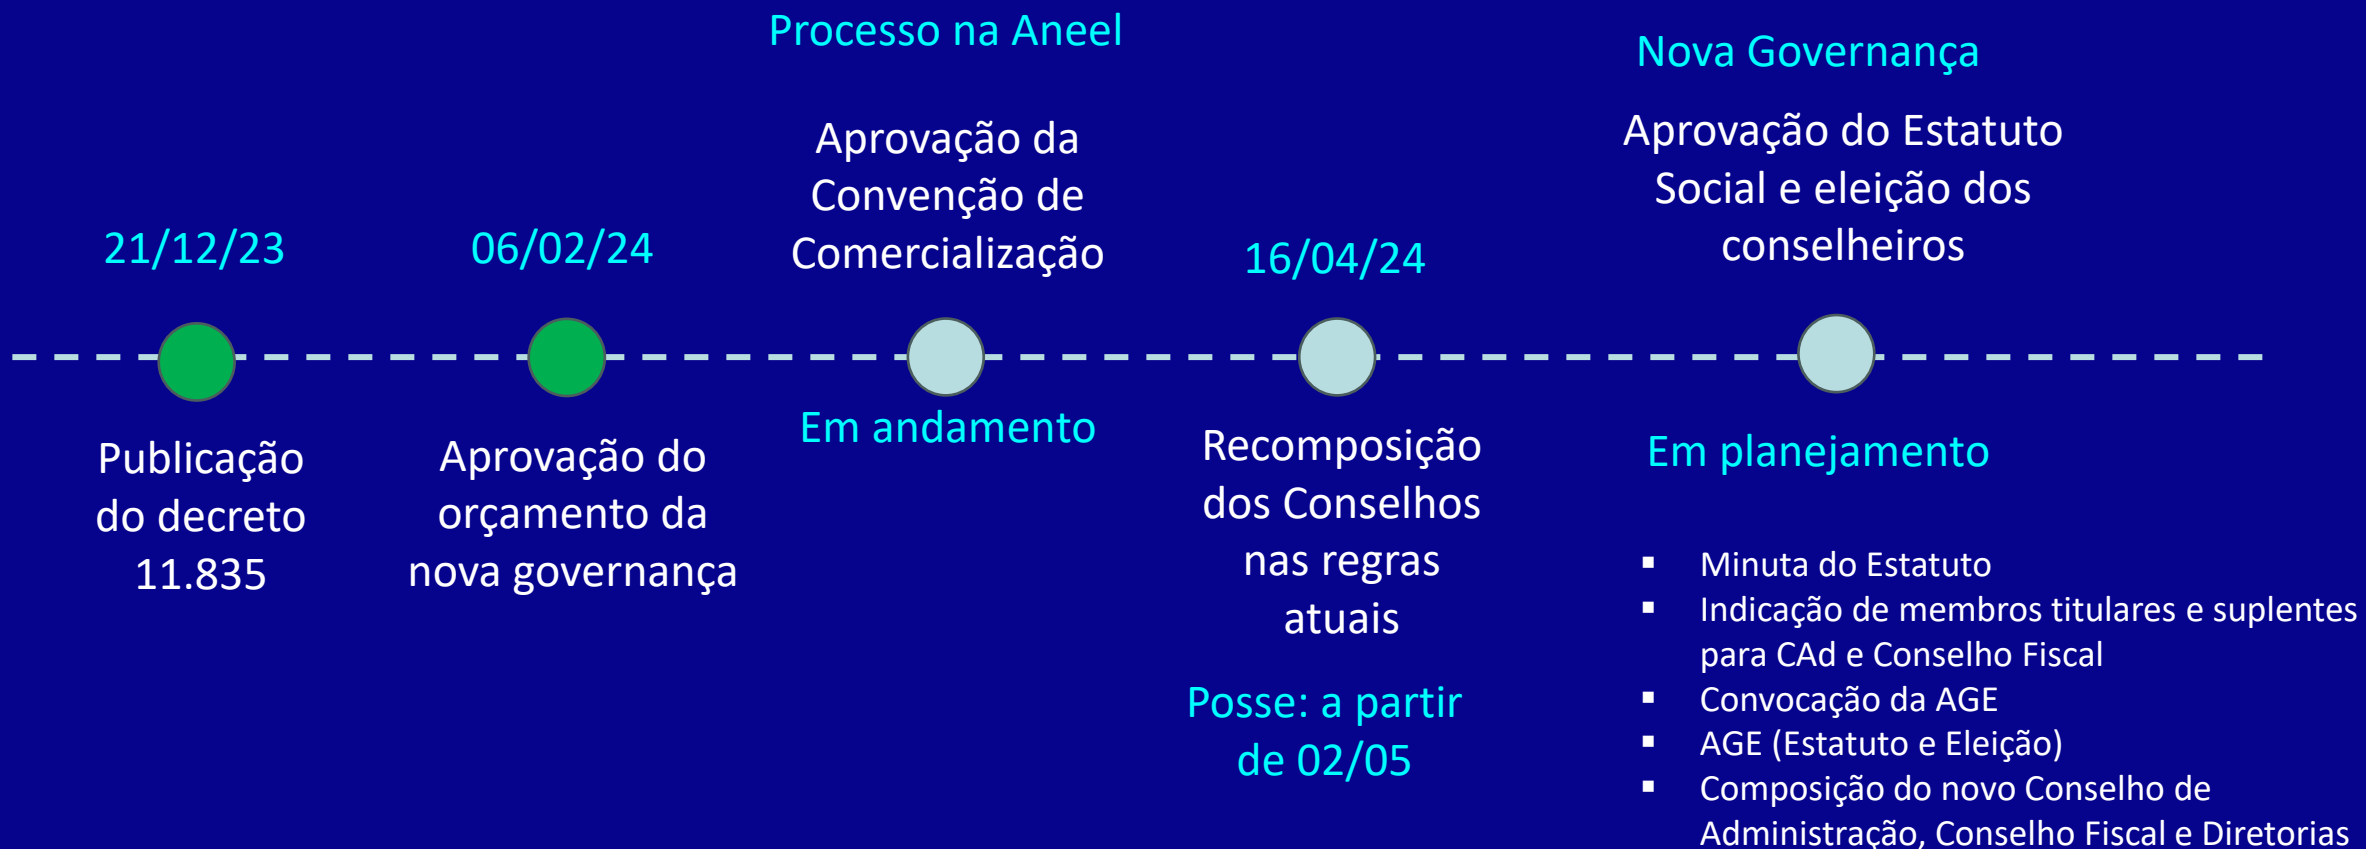 21/12/23
Publicação
do decreto
11.835
06/02/24
Aprovação do
orçamento da
nova governança
Processo na Aneel
Aprovação da
Convenção de
Comercialização
Em andamento
16/04/24
Recomposição
dos Conselhos
nas regras
atuais
Posse: a partir
de 02/05
Nova Governança
Aprovação do Estatuto
Social e eleição dos
conselheiros
Em planejamento
▪ Minuta do Estatuto
▪ Indicação de membros titulares e suplentes
para CAd e Conselho Fiscal
▪ Convocação da AGE
▪ AGE (Estatuto e Eleição)
▪ Composição do novo Conselho de
Administração, Conselho Fiscal e Diretorias